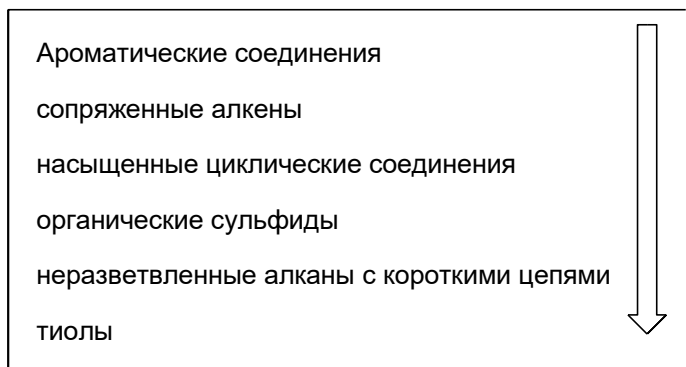 Ароматические соединения
сопряженные алкены
насыщенные циклические соединения
органические сульфиды
неразветвленные алканы с короткими цепями
тиолы